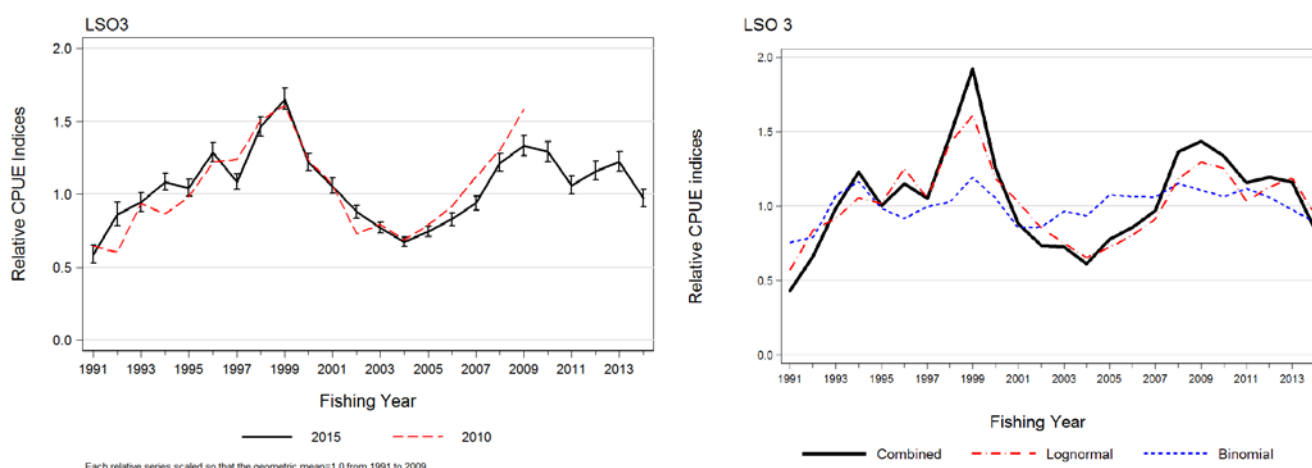 LSO3
Relative CPUE Indices
2.0
1.5
1.0
0.5
0.0
1991 1993 1995 1997 1999 2001 2003 2005 2007 2009 2011 2013
Fishing Year
2015 2010
Each relative series scaled so that the geometric mean=1.0 from 1991 to 2009
LSO 3
Relative CPUE Indices
2.0
1.5
1.0
0.5
0.0
1991 1993 1995 1997 1999 2001 2003 2005 2007 2009 2011 2013
Fishing Year
Combined Lognormal Binomial